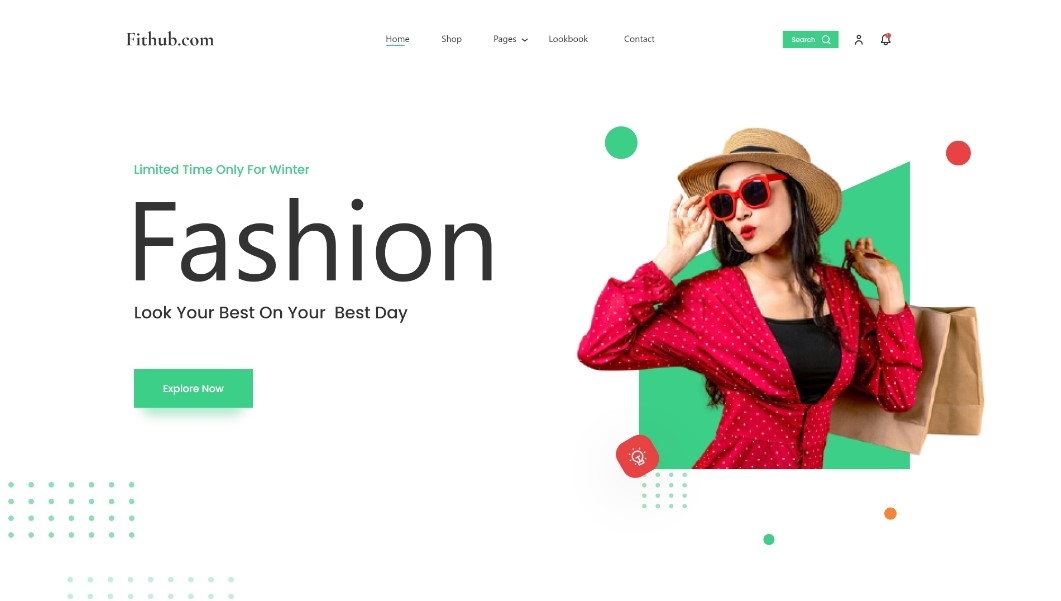 Fithub.com
Home Shop Pages Lookbook Contact
Search
Limited Time Only For Winter
Fashion
Look Your Best On Your  Best Day
Explore Now